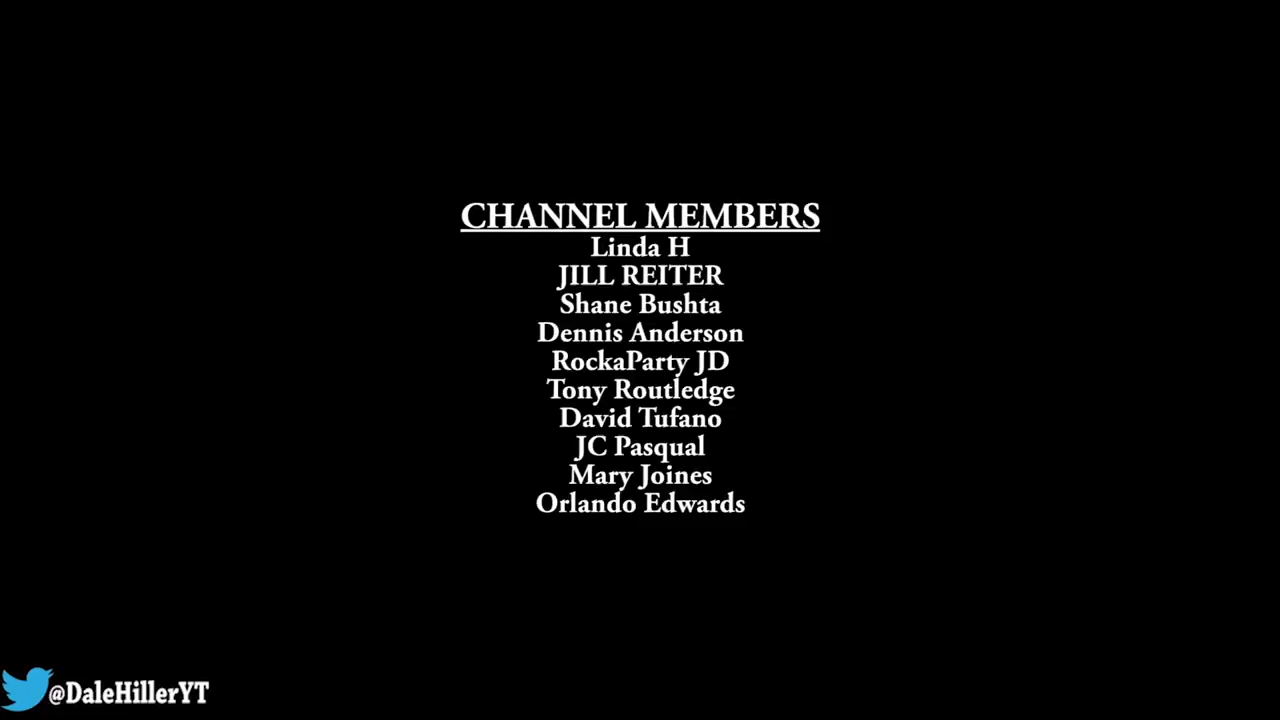 CHANNEL MEMBERS
Linda H
JILL REITER
Shane Bushta
Dennis Anderson
RockaParty JD
Tony Routledge
David Tufano
JC Pasqual
Mary Joines
Orlando Edwards
@DaleHillerYT